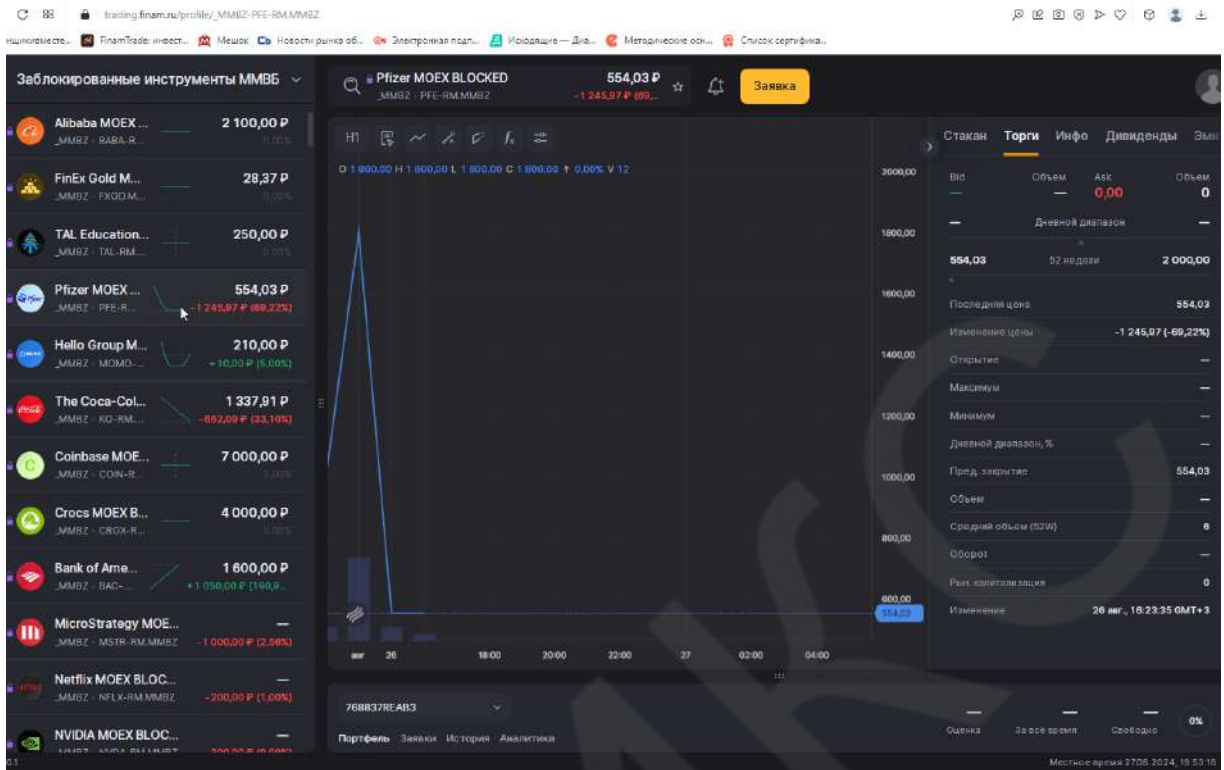 trading.finam.ru/profile/_MMBZ-PFE-RM.MMBZ
нщикивместе... FinamTrade: инвест... Мешок Новости рынка об... Электронная подп... Исходящие — Диа... Методические осн... Список сертифика...
Заблокированные инструменты ММВБ
Pfizer MOEX BLOCKED 554,03 ₽
_MMBZ · PFE-RM.MMBZ -1 245,97 ₽ (69,...
Заявка
Alibaba MOEX ... 2 100,00 ₽
_MMBZ · BABA-R... 0,00%
FinEx Gold M... 28,37 ₽
_MMBZ · FXGD.M... 0,00%
TAL Education... 250,00 ₽
_MMBZ · TAL-RM.... 0,00%
Pfizer MOEX ... 554,03 ₽
_MMBZ · PFE-R... -1 245,97 ₽ (69,22%)
Hello Group M... 210,00 ₽
_MMBZ · MOMO-... +10,00 ₽ (5,00%)
The Coca-Col... 1 337,91 ₽
_MMBZ · KO-RM.... -662,09 ₽ (33,10%)
Coinbase MOE... 7 000,00 ₽
_MMBZ · COIN-R... 0,00%
Crocs MOEX B... 4 000,00 ₽
_MMBZ · CROX-R... 0,00%
Bank of Ame... 1 600,00 ₽
_MMBZ · BAC-... +1 050,00 ₽ (190,9...
MicroStrategy MOE... —
_MMBZ · MSTR-RM.MMBZ -1 000,00 ₽ (2,56%)
Netflix MOEX BLOC... —
_MMBZ · NFLX-RM.MMBZ -200,00 ₽ (1,00%)
NVIDIA MOEX BLOC... —
H1
O 1 800,00 H 1 800,00 L 1 800,00 C 1 800,00 ↑ 0,00% V 12
2000,00
1800,00
1600,00
1400,00
1200,00
1000,00
800,00
600,00
554,03
авг 26 18:00 20:00 22:00 27 02:00 04:00
Стакан Торги Инфо Дивиденды Эми
Bid Объем Ask Объем
— — 0,00 0
— Дневной диапазон —
554,03 52 недели 2 000,00
Последняя цена 554,03
Изменение цены -1 245,97 (-69,22%)
Открытие —
Максимум —
Минимум —
Дневной диапазон, % —
Пред. закрытие 554,03
Объем —
Средний объем (52W) 6
Оборот —
Рын. капитализация 0
Изменение 26 авг., 16:23:35 GMT+3
768837REAB3
Портфель Заявки История Аналитика
— — —
Оценка За всё время Свободно
0%
Местное время 27.08.2024, 19:53:16